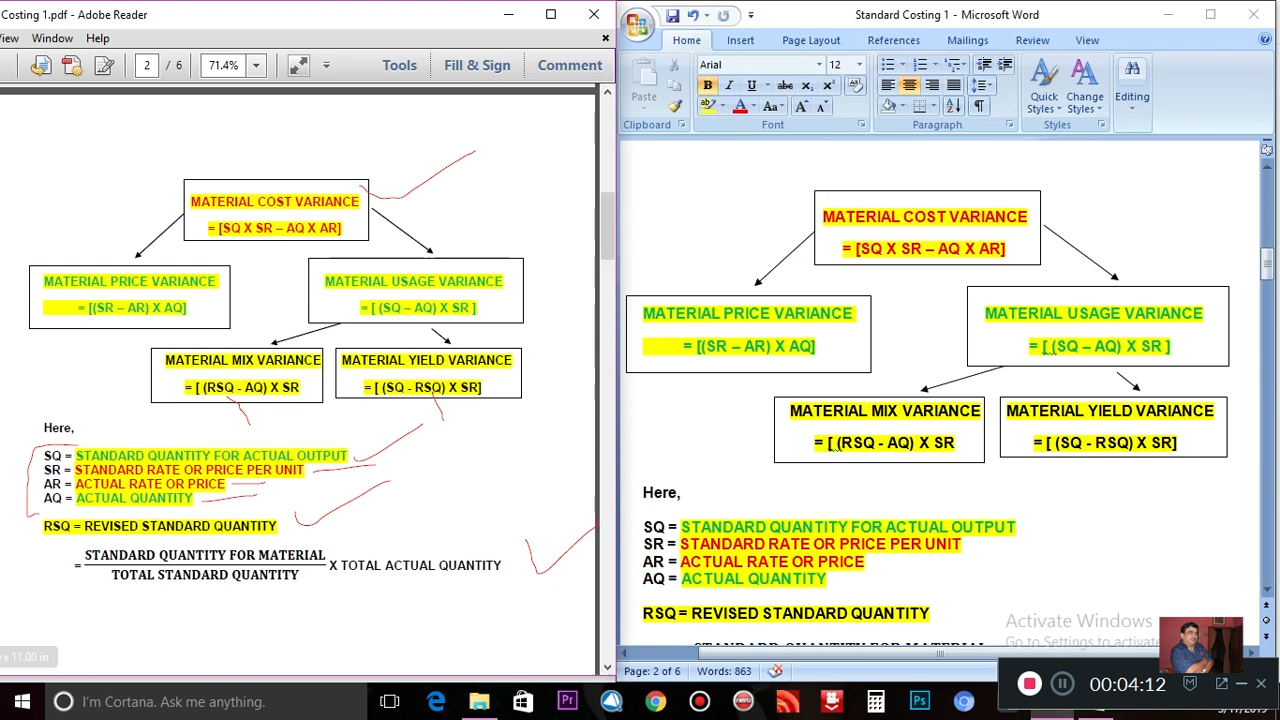 Costing 1.pdf - Adobe Reader
View Window Help
2 / 6 71.4% Tools Fill & Sign Comment
MATERIAL COST VARIANCE
= [SQ X SR – AQ X AR]
MATERIAL PRICE VARIANCE
= [(SR – AR) X AQ]
MATERIAL USAGE VARIANCE
= [ (SQ – AQ) X SR ]
MATERIAL MIX VARIANCE
= [ (RSQ - AQ) X SR
MATERIAL YIELD VARIANCE
= [ (SQ - RSQ) X SR]
Here,
SQ = STANDARD QUANTITY FOR ACTUAL OUTPUT
SR = STANDARD RATE OR PRICE PER UNIT
AR = ACTUAL RATE OR PRICE
AQ = ACTUAL QUANTITY
RSQ = REVISED STANDARD QUANTITY
STANDARD QUANTITY FOR MATERIAL
= X TOTAL ACTUAL QUANTITY
TOTAL STANDARD QUANTITY
x 11.00 in
Standard Costing 1 - Microsoft Word
Home Insert Page Layout References Mailings Review View
Paste
Arial 12
Quick Styles Change Styles Editing
Clipboard Font Paragraph Styles
MATERIAL COST VARIANCE
= [SQ X SR – AQ X AR]
MATERIAL PRICE VARIANCE
= [(SR – AR) X AQ]
MATERIAL USAGE VARIANCE
= [ (SQ – AQ) X SR ]
MATERIAL MIX VARIANCE
= [ (RSQ - AQ) X SR
MATERIAL YIELD VARIANCE
= [ (SQ - RSQ) X SR]
Here,
SQ = STANDARD QUANTITY FOR ACTUAL OUTPUT
SR = STANDARD RATE OR PRICE PER UNIT
AR = ACTUAL RATE OR PRICE
AQ = ACTUAL QUANTITY
RSQ = REVISED STANDARD QUANTITY
Activate Windows
Go to Settings to activate
Page: 2 of 6 Words: 863
00:04:12
I'm Cortana. Ask me anything.